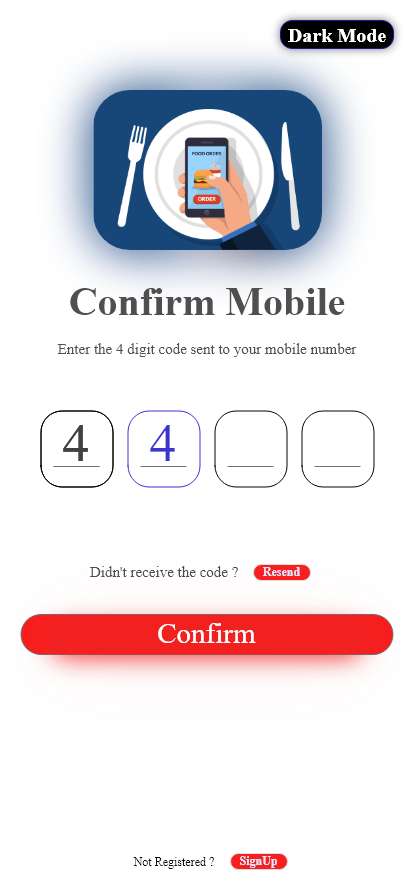 Dark Mode
FOOD ORDER
ORDER
Confirm Mobile
Enter the 4 digit code sent to your mobile number
4 4
Didn't receive the code ? Resend
Confirm
Not Registered ? SignUp